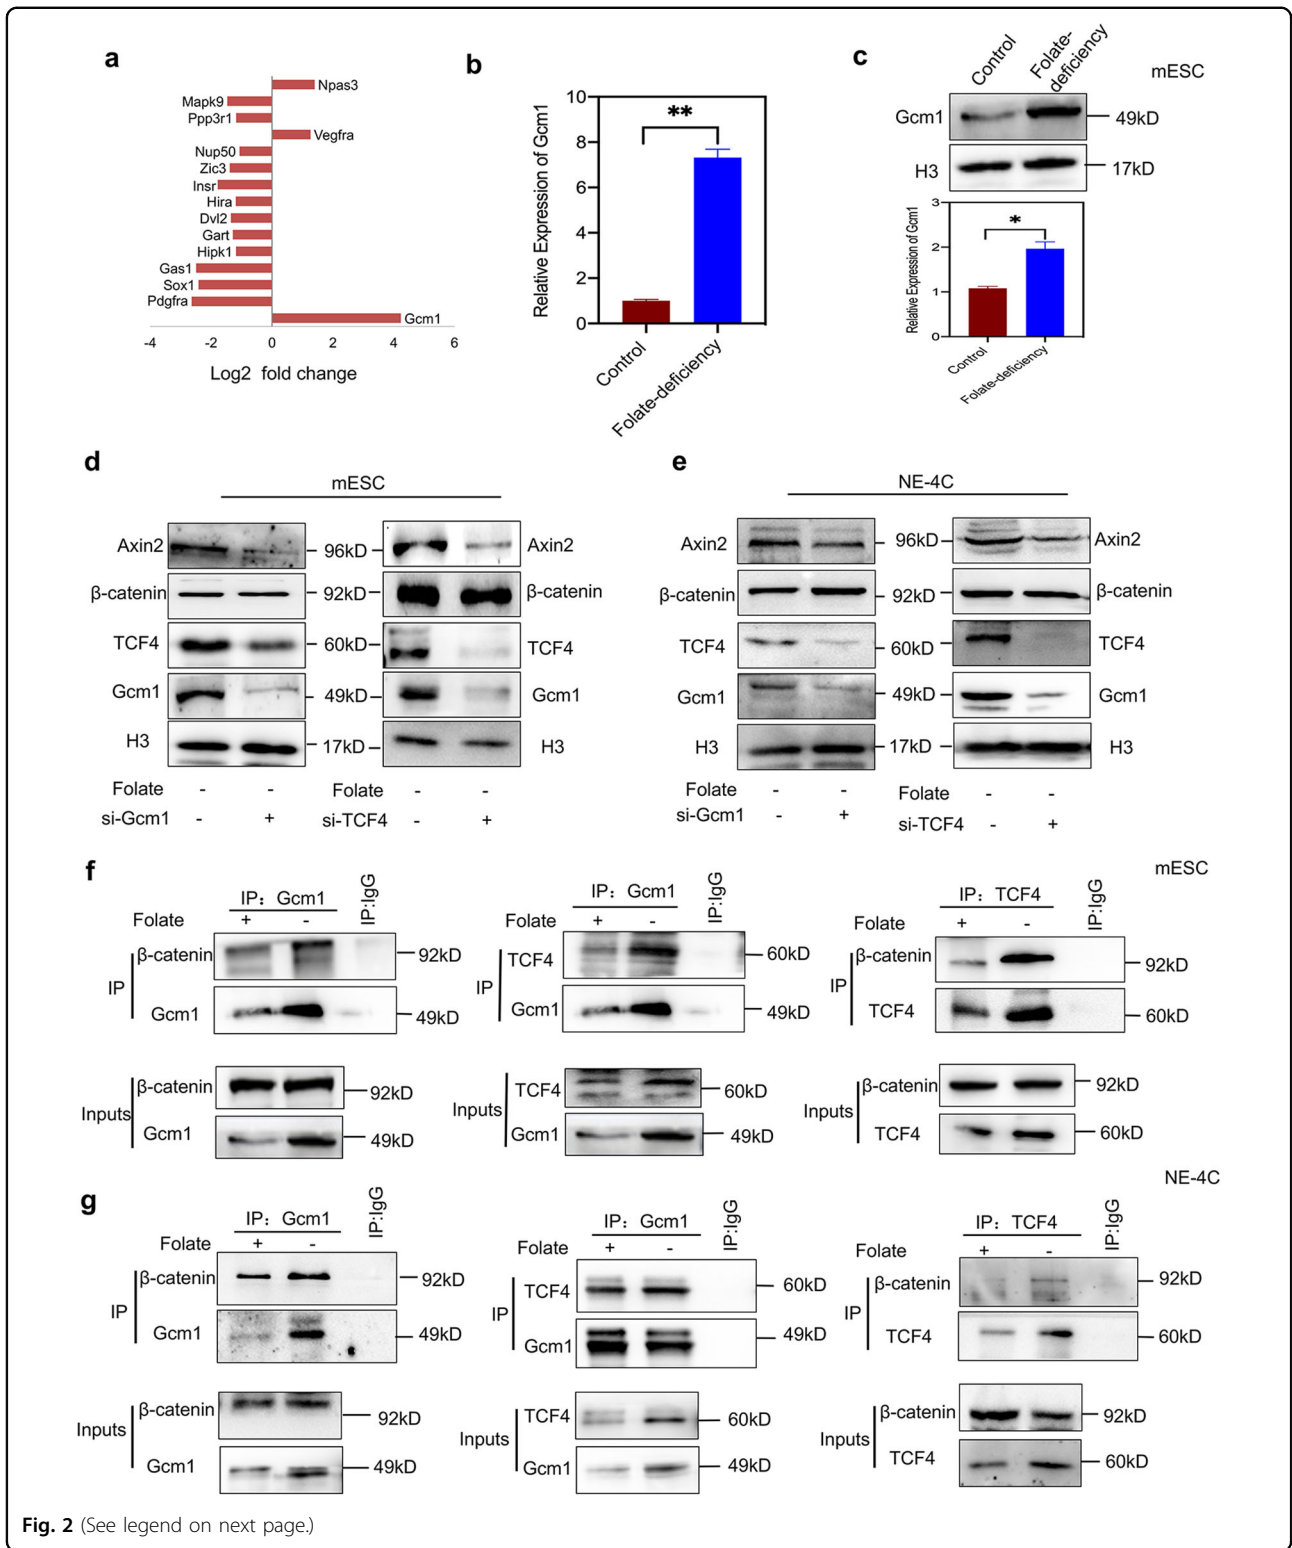 a
Npas3
Mapk9
Ppp3r1
Vegfra
Nup50
Zic3
Insr
Hira
Dvl2
Gart
Hipk1
Gas1
Sox1
Pdgfra
Gcm1
-4 -2 0 2 4 6
Log2 fold change
b
Relative Expression of Gcm1
10
8
6
4
2
0
**
Control
Folate-deficiency
c
Control
Folate-
deficiency
mESC
Gcm1 49kD
H3 17kD
Relative Expression of Gcm1
3
2
1
0
*
Control
Folate-deficiency
d
mESC
Axin2 96kD Axin2
β-catenin 92kD β-catenin
TCF4 60kD TCF4
Gcm1 49kD Gcm1
H3 17kD H3
Folate - - Folate - -
si-Gcm1 - + si-TCF4 - +
e
NE-4C
Axin2 96kD Axin2
β-catenin 92kD β-catenin
TCF4 60kD TCF4
Gcm1 49kD Gcm1
H3 17kD H3
Folate - - Folate - -
si-Gcm1 - + si-TCF4 - +
f
mESC
IP: Gcm1 IP:IgG
Folate + -
IP
β-catenin 92kD
Gcm1 49kD
Inputs
β-catenin 92kD
Gcm1 49kD
IP: Gcm1 IP:IgG
Folate + -
IP
TCF4 60kD
Gcm1 49kD
Inputs
TCF4 60kD
Gcm1 49kD
IP: TCF4 IP:IgG
Folate + -
IP
β-catenin 92kD
TCF4 60kD
Inputs
β-catenin 92kD
TCF4 60kD
g
NE-4C
IP: Gcm1 IP:IgG
Folate + -
IP
β-catenin 92kD
Gcm1 49kD
Inputs
β-catenin 92kD
Gcm1 49kD
IP: Gcm1 IP:IgG
Folate + -
IP
TCF4 60kD
Gcm1 49kD
Inputs
TCF4 60kD
Gcm1 49kD
IP: TCF4 IP:IgG
Folate + -
IP
β-catenin 92kD
TCF4 60kD
Inputs
β-catenin 92kD
TCF4 60kD
Fig. 2 (See legend on next page.)